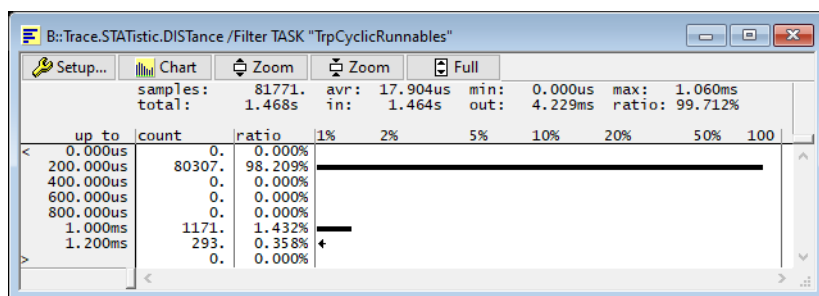 B::Trace.STATistic.DISTance /Filter TASK "TrpCyclicRunnables"
Setup... Chart Zoom Zoom Full
samples: 81771. avr: 17.904us min: 0.000us max: 1.060ms
total: 1.468s in: 1.464s out: 4.229ms ratio: 99.712%
up to count ratio 1% 2% 5% 10% 20% 50% 100
< 0.000us 0. 0.000%
200.000us 80307. 98.209%
400.000us 0. 0.000%
600.000us 0. 0.000%
800.000us 0. 0.000%
1.000ms 1171. 1.432%
1.200ms 293. 0.358%
> 0. 0.000%